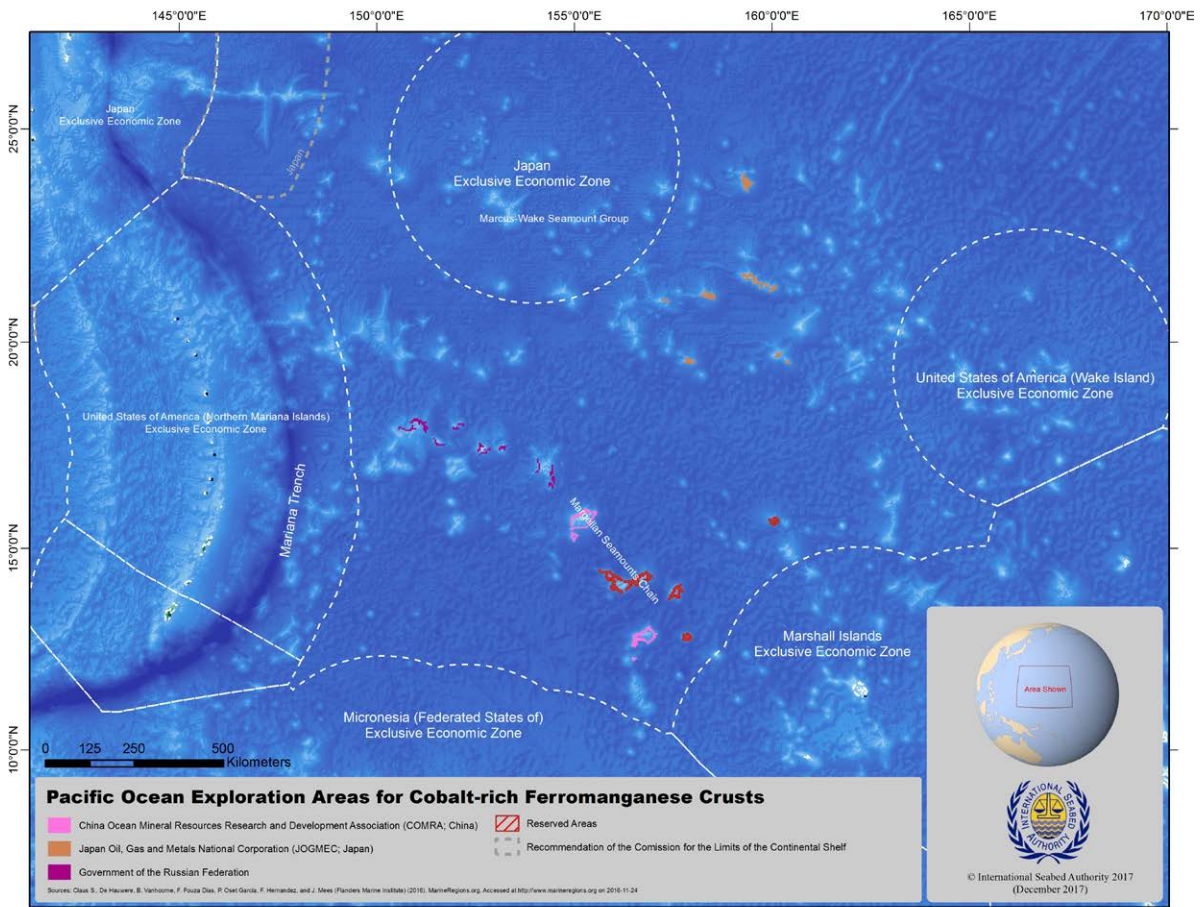 145°0'0"E
150°0'0"E
155°0'0"E
160°0'0"E
165°0'0"E
170°0'0"E
25°0'0"N
20°0'0"N
15°0'0"N
10°0'0"N
Japan
Exclusive Economic Zone
Japan
Japan
Exclusive Economic Zone
Marcus-Wake Seamount Group
United States of America (Wake Island)
Exclusive Economic Zone
United States of America (Northern Mariana Islands)
Exclusive Economic Zone
Mariana Trench
Magellan Seamounts Chain
Marshall Islands
Exclusive Economic Zone
Micronesia (Federated States of)
Exclusive Economic Zone
0 125 250 500
Kilometers
Area Shown
INTERNATIONAL SEABED AUTHORITY
© International Seabed Authority 2017
(December 2017)
Pacific Ocean Exploration Areas for Cobalt-rich Ferromanganese Crusts
China Ocean Mineral Resources Research and Development Association (COMRA; China)
Japan Oil, Gas and Metals National Corporation (JOGMEC; Japan)
Government of the Russian Federation
Reserved Areas
Recommendation of the Comission for the Limits of the Continental Shelf
Sources: Claus S., De Hauwere, B. Vanhoorne, F. Fouza Dias, P. Oset García, F. Hernandez, and J. Mees (Flanders Marine Institute) (2016). MarineRegions.org. Accessed at http://www.marineregions.org on 2016-11-24